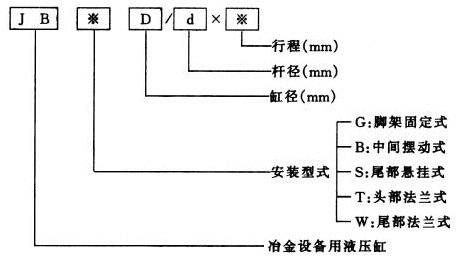 J B ※ D / d × ※
行程(mm)
杆径(mm)
缸径(mm)
G:脚架固定式
B:中间摆动式
安装型式
S:尾部悬挂式
T:头部法兰式
W:尾部法兰式
冶金设备用液压缸